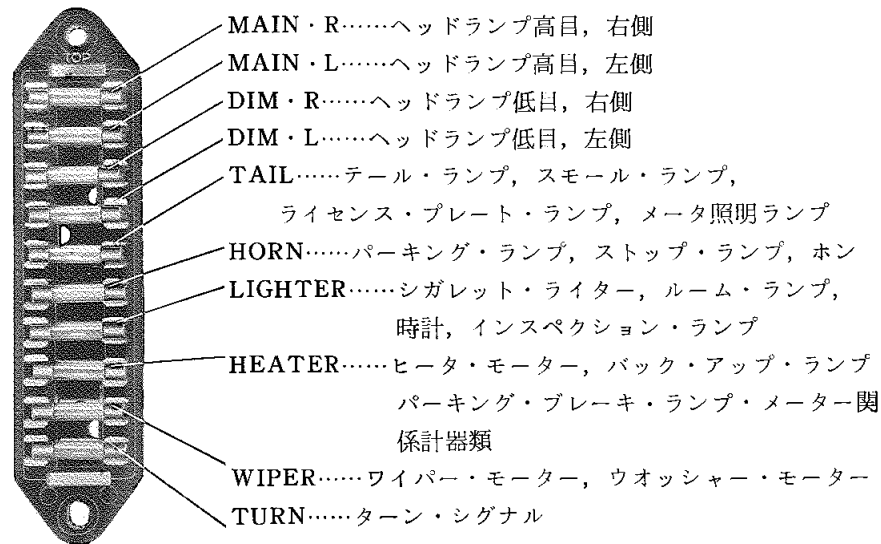 TOP
MAIN・R……ヘッドランプ高目，右側
MAIN・L……ヘッドランプ高目，左側
DIM・R……ヘッドランプ低目，右側
DIM・L……ヘッドランプ低目，左側
TAIL……テール・ランプ，スモール・ランプ，
ライセンス・プレート・ランプ，メータ照明ランプ
HORN……パーキング・ランプ，ストップ・ランプ，ホン
LIGHTER……シガレット・ライター，ルーム・ランプ，
時計，インスペクション・ランプ
HEATER……ヒータ・モーター，バック・アップ・ランプ
パーキング・ブレーキ・ランプ・メーター関
係計器類
WIPER……ワイパー・モーター，ウオッシャー・モーター
TURN……ターン・シグナル